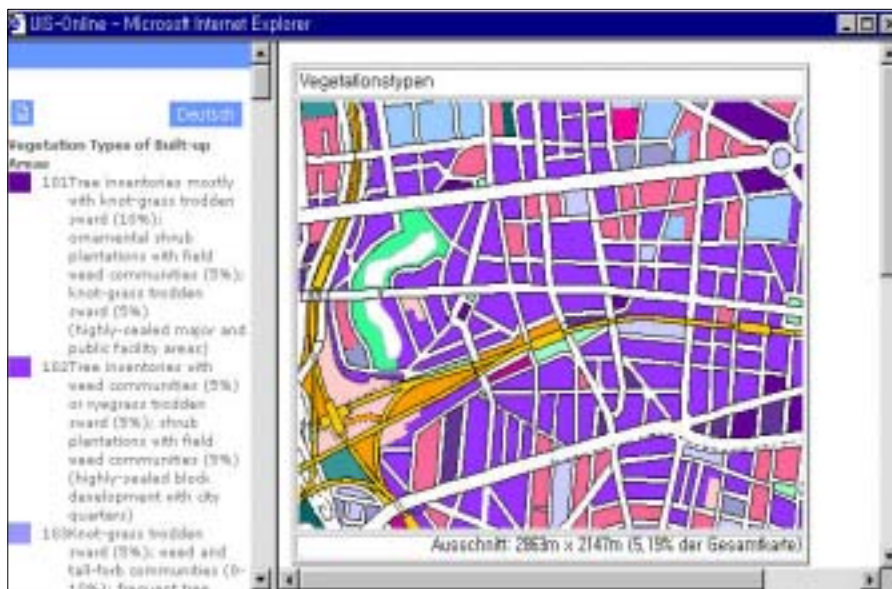 UIS-Online - Microsoft Internet Explorer
Deutsch
Vegetation Types of Built-up
Areas
101Tree inventories mostly
with knot-grass trodden
sward (10%);
ornamental shrub
plantations with field
weed communities (5%);
knot-grass trodden
sward (5%)
(highly-sealed major and
public facility areas)
102Tree inventories with
weed communities (5%)
or ryegrass trodden
sward (5%); shrub
plantations with field
weed communities (5%)
(highly-sealed block
development with city
quarters)
103Knot-grass trodden
sward (5%); weed and
tall-forb communities (0-
10%); frequent tree
Vegetationstypen
Ausschnitt: 2863m x 2147m (5,19% der Gesamtkarte)